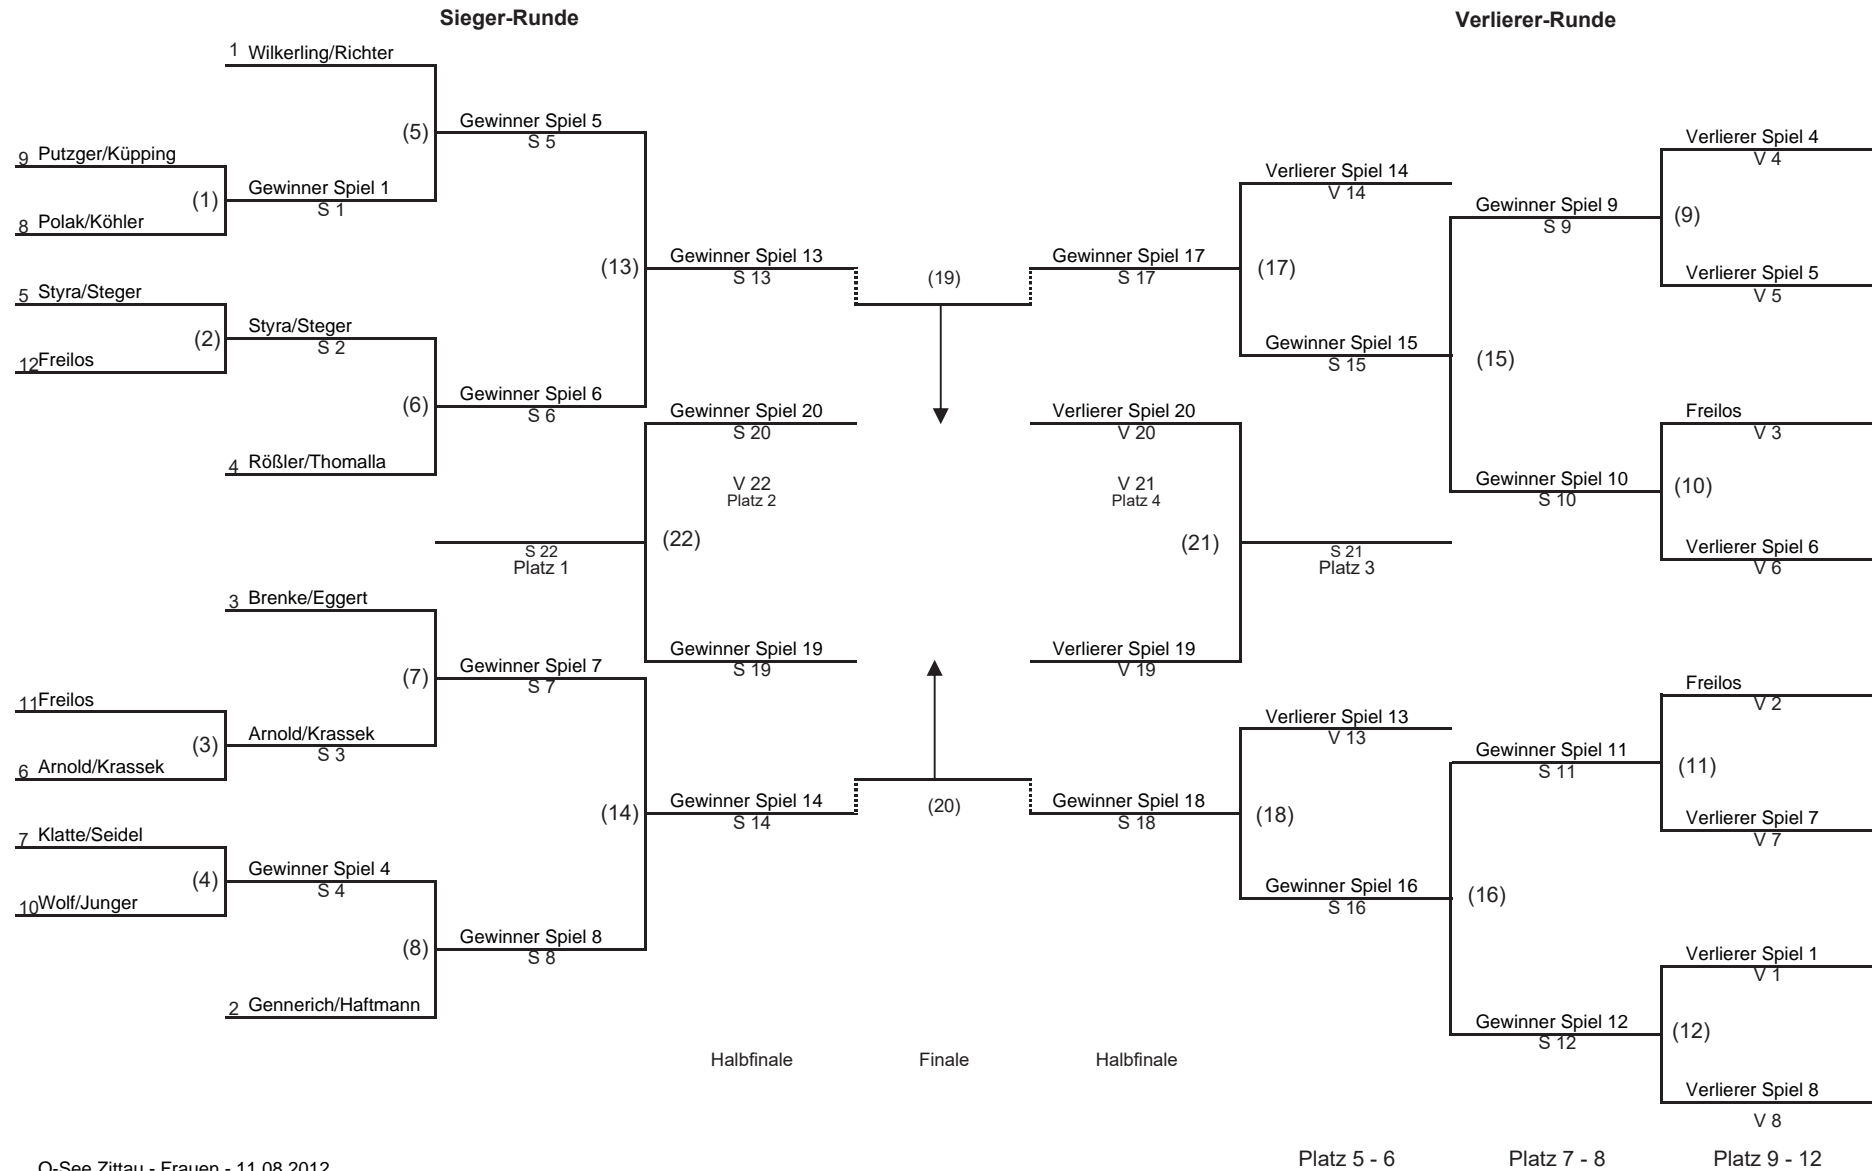 Sieger-Runde
Verlierer-Runde
1 Wilkerling/Richter
(5)
Gewinner Spiel 5
S 5
9 Putzger/Küpping
(1)
Gewinner Spiel 1
S 1
8 Polak/Köhler
(13)
Gewinner Spiel 13
S 13
5 Styra/Steger
(2)
Styra/Steger
S 2
12 Freilos
(6)
Gewinner Spiel 6
S 6
4 Rößler/Thomalla
Gewinner Spiel 20
S 20
V 22
Platz 2
(22)
S 22
Platz 1
3 Brenke/Eggert
(7)
Gewinner Spiel 7
S 7
Gewinner Spiel 19
S 19
11 Freilos
(3)
Arnold/Krassek
S 3
6 Arnold/Krassek
(14)
Gewinner Spiel 14
S 14
7 Klatte/Seidel
(4)
Gewinner Spiel 4
S 4
10 Wolf/Junger
(8)
Gewinner Spiel 8
S 8
2 Gennerich/Haftmann
(19)
(20)
Verlierer Spiel 4
V 4
Verlierer Spiel 14
V 14
Gewinner Spiel 9
S 9
(9)
Gewinner Spiel 17
S 17
(17)
Verlierer Spiel 5
V 5
Gewinner Spiel 15
S 15
(15)
Verlierer Spiel 20
V 20
Freilos
V 3
V 21
Platz 4
Gewinner Spiel 10
S 10
(10)
(21)
S 21
Platz 3
Verlierer Spiel 6
V 6
Verlierer Spiel 19
V 19
Freilos
V 2
Verlierer Spiel 13
V 13
Gewinner Spiel 11
S 11
(11)
Gewinner Spiel 18
S 18
(18)
Verlierer Spiel 7
V 7
Gewinner Spiel 16
S 16
(16)
Verlierer Spiel 1
V 1
Gewinner Spiel 12
S 12
(12)
Verlierer Spiel 8
V 8
Halbfinale
Finale
Halbfinale
Platz 5 - 6
Platz 7 - 8
Platz 9 - 12
O-See Zittau - Frauen - 11.08.2012